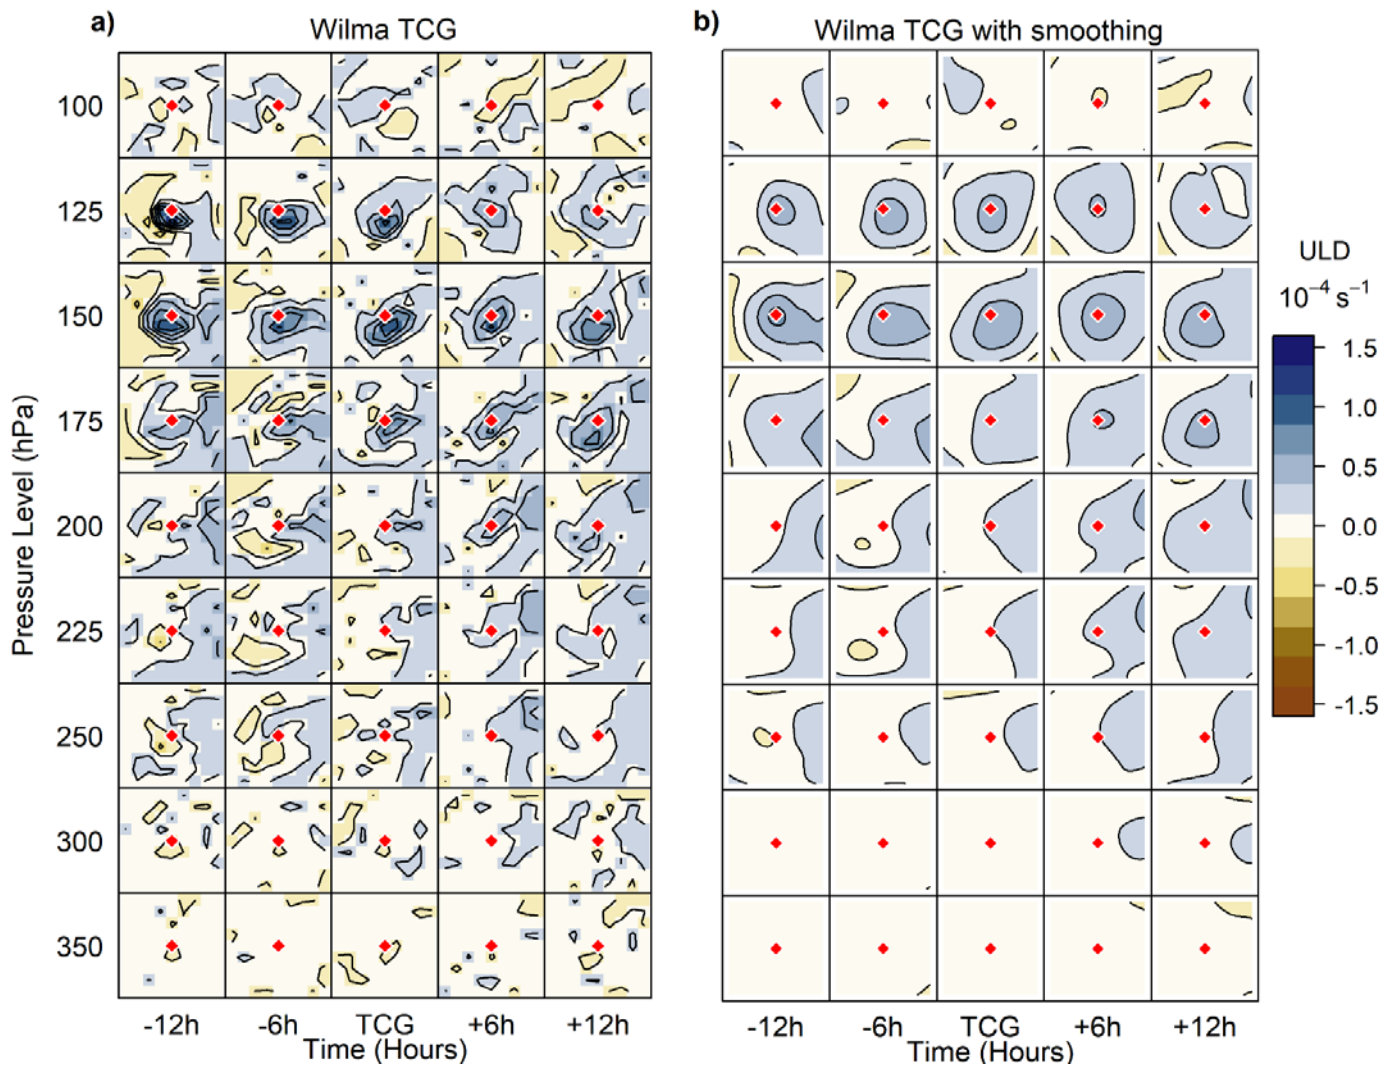 a)
Wilma TCG
b)
Wilma TCG with smoothing
Pressure Level (hPa)
100
125
150
175
200
225
250
300
350
-12h
-6h
TCG
+6h
+12h
Time (Hours)
-12h
-6h
TCG
+6h
+12h
Time (Hours)
ULD
10⁻⁴ s⁻¹
1.5
1.0
0.5
0.0
-0.5
-1.0
-1.5